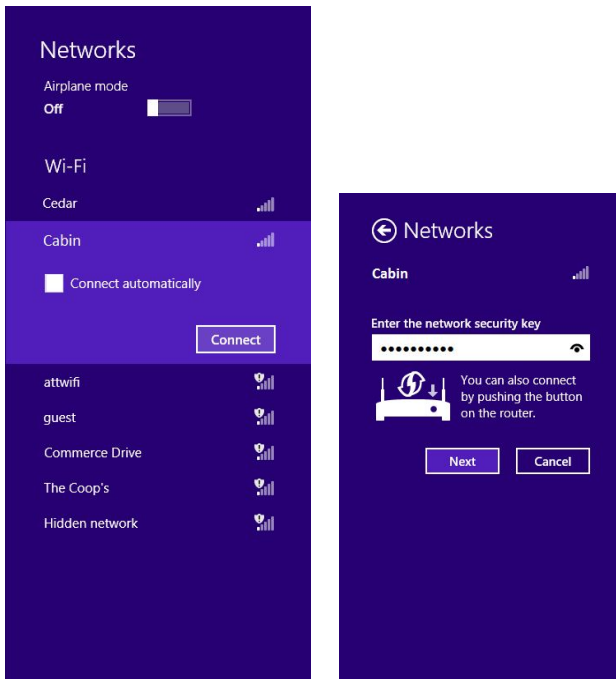 Networks
Airplane mode
Off
Wi-Fi
Cedar
Cabin
Connect automatically
Connect
attwifi
guest
Commerce Drive
The Coop's
Hidden network
Networks
Cabin
Enter the network security key
••••••••••
You can also connect
by pushing the button
on the router.
Next
Cancel